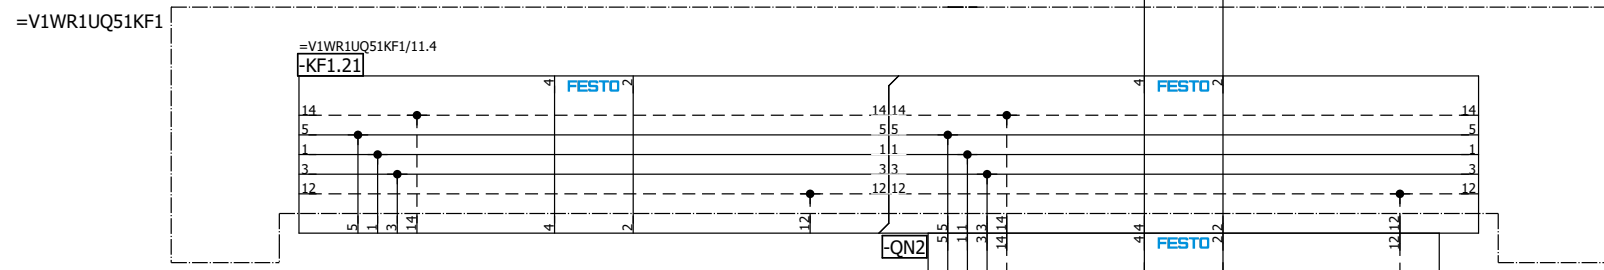 =V1WR1UQ51KF1
=V1WR1UQ51KF1/11.4
-KF1.21
4 FESTO 2 4 FESTO 2
14 14 14 14
5 5 5 5
1 1 1 1
3 3 3 3
12 12 12 12
5 1 3 14 4 2 12 5 1 3 14 4 2 12
-QN2 5 1 3 14 4 FESTO 2 12